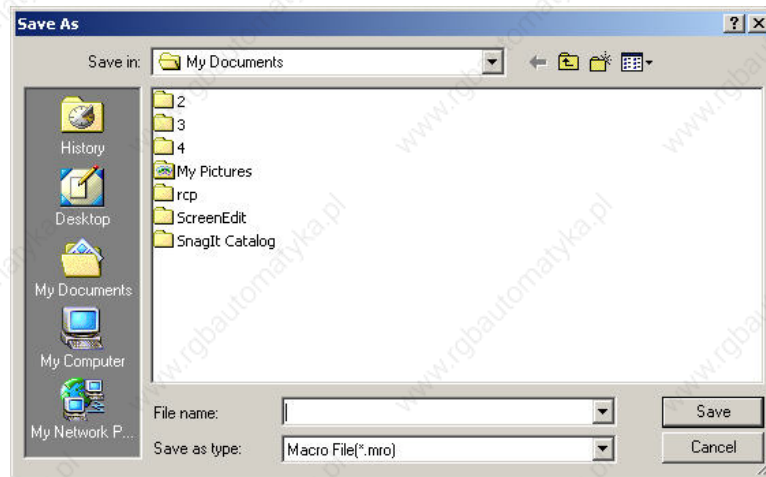 Save As
Save in: My Documents
2
3
4
My Pictures
rcp
ScreenEdit
SnagIt Catalog
History
Desktop
My Documents
My Computer
My Network P...
File name:
Save
Save as type: Macro File(*.mro)
Cancel
www.rgbautomatyka.pl